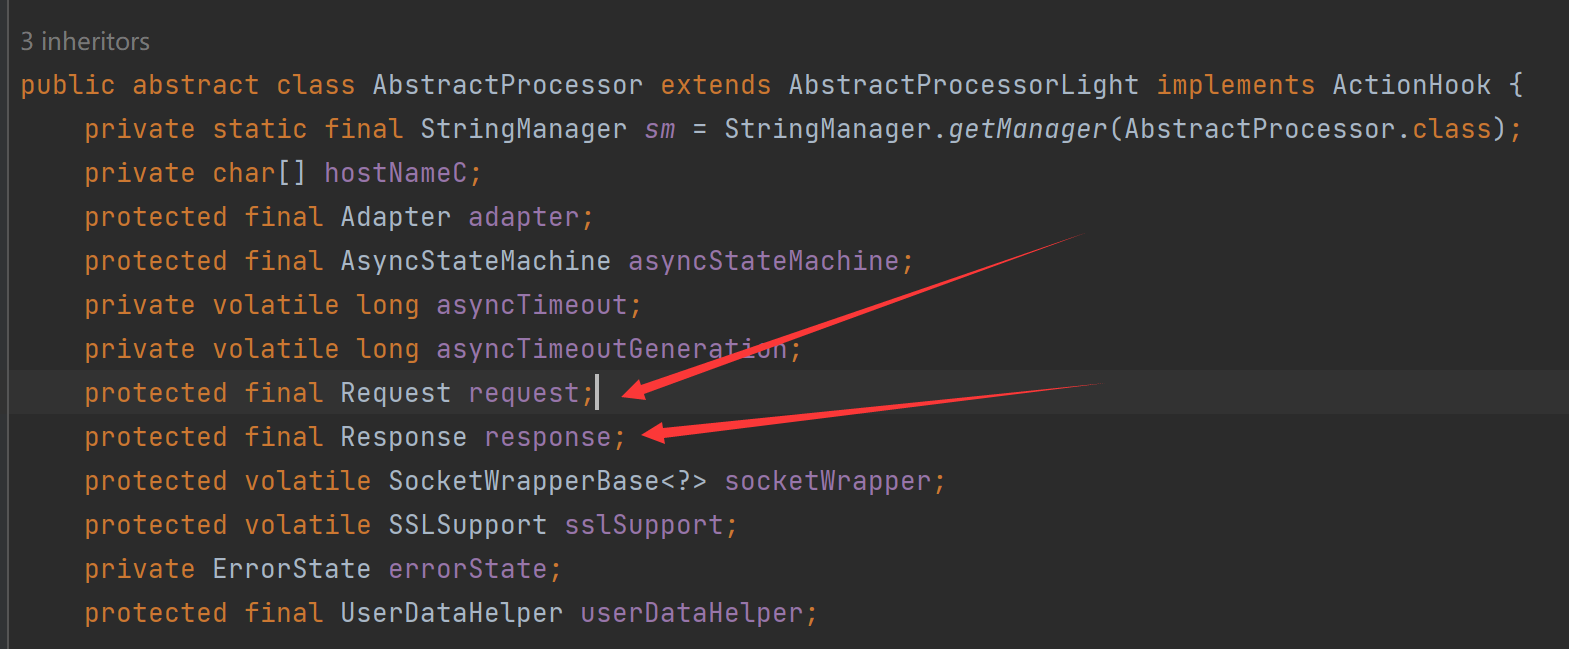 3 inheritors
public abstract class AbstractProcessor extends AbstractProcessorLight implements ActionHook {
    private static final StringManager sm = StringManager.getManager(AbstractProcessor.class);
    private char[] hostNameC;
    protected final Adapter adapter;
    protected final AsyncStateMachine asyncStateMachine;
    private volatile long asyncTimeout;
    private volatile long asyncTimeoutGeneration;
    protected final Request request;
    protected final Response response;
    protected volatile SocketWrapperBase<?> socketWrapper;
    protected volatile SSLSupport sslSupport;
    private ErrorState errorState;
    protected final UserDataHelper userDataHelper;